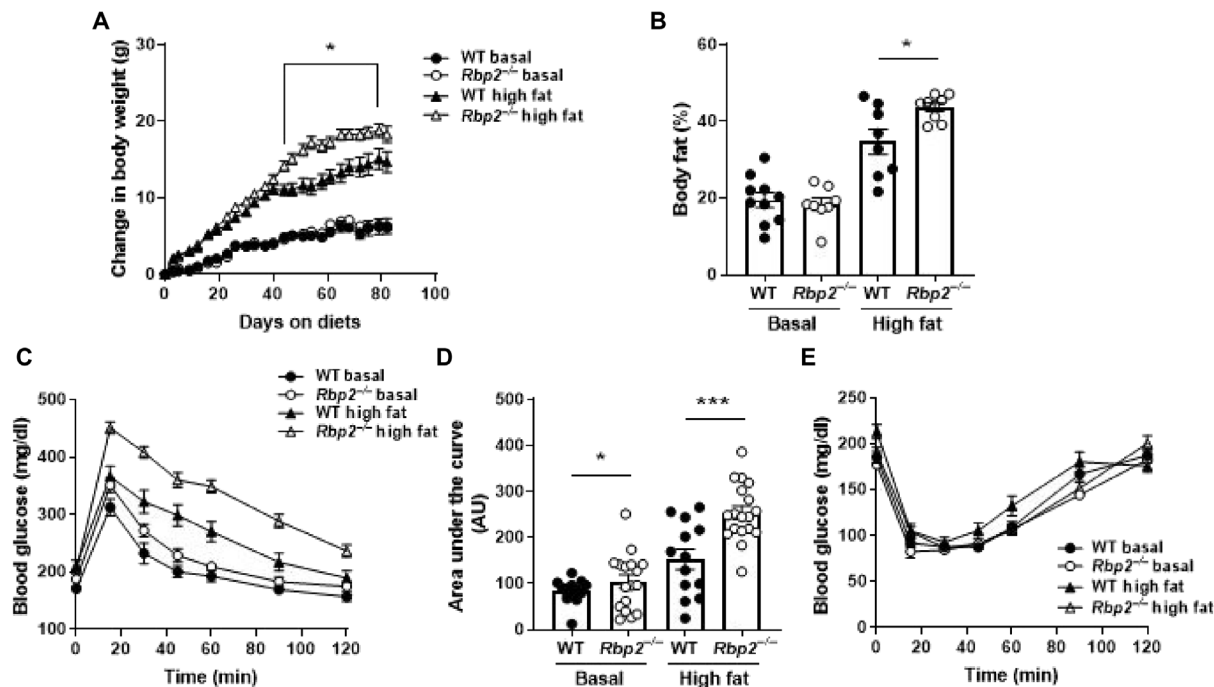 A
Change in body weight (g)
30
20
10
0
0 20 40 60 80 100
Days on diets
*
WT basal
Rbp2⁻/⁻ basal
WT high fat
Rbp2⁻/⁻ high fat
B
Body fat (%)
60
40
20
0
*
WT Rbp2⁻/⁻ WT Rbp2⁻/⁻
Basal High fat
C
Blood glucose (mg/dl)
500
400
300
200
100
0 20 40 60 80 100 120
Time (min)
WT basal
Rbp2⁻/⁻ basal
WT high fat
Rbp2⁻/⁻ high fat
D
Area under the curve
(AU)
500
400
300
200
100
0
* ***
WT Rbp2⁻/⁻ WT Rbp2⁻/⁻
Basal High fat
E
Blood glucose (mg/dl)
250
200
150
100
50
0
0 20 40 60 80 100 120
Time (min)
WT basal
Rbp2⁻/⁻ basal
WT high fat
Rbp2⁻/⁻ high fat